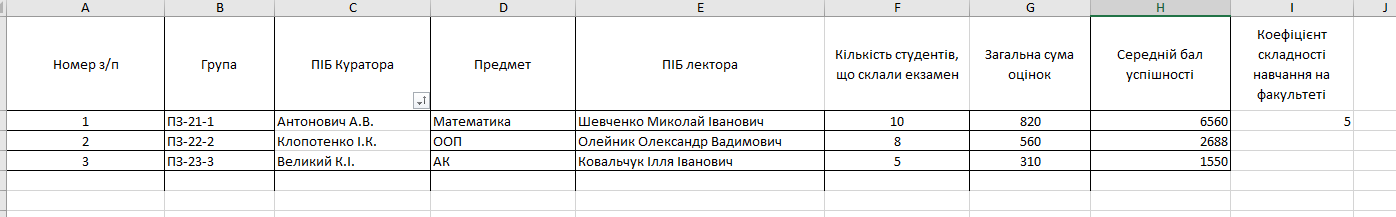 A B C D E F G H I J
Номер з/п Група ПІБ Куратора Предмет ПІБ лектора Кількість студентів, що склали екзамен Загальна сума оцінок Середній бал успішності Коефіцієнт складності навчання на факультеті
1 ПЗ-21-1 Антонович А.В. Математика Шевченко Миколай Іванович 10 820 6560 5
2 ПЗ-22-2 Клопотенко І.К. ООП Олейник Олександр Вадимович 8 560 2688
3 ПЗ-23-3 Великий К.І. АК Ковальчук Ілля Іванович 5 310 1550